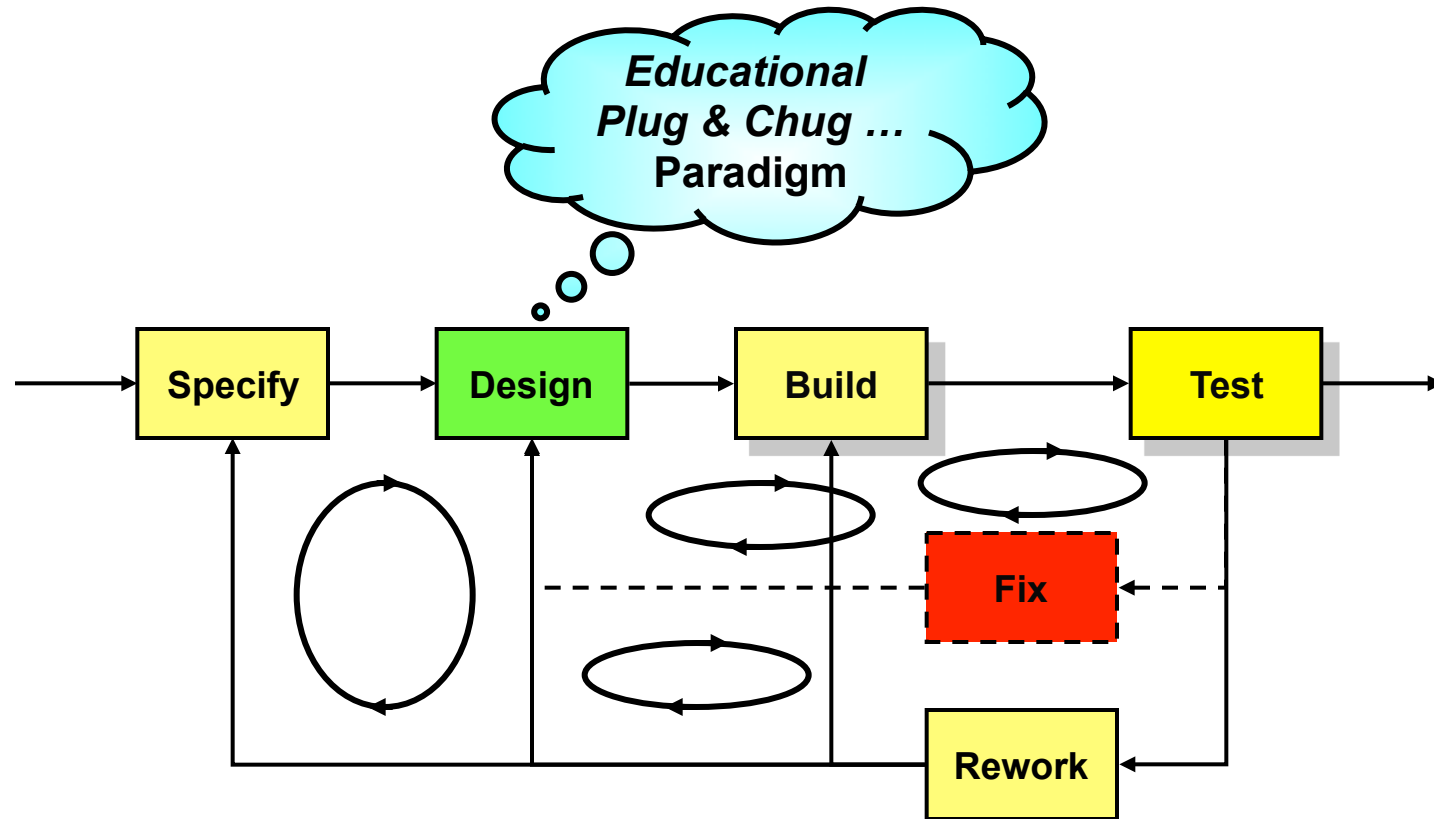 Educational
Plug & Chug …
Paradigm
Specify
Design
Build
Test
Fix
Rework